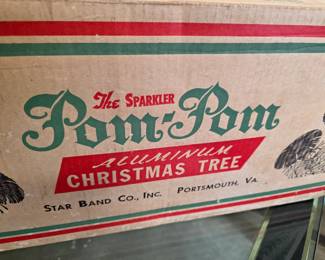 The Sparkler
Pom-Pom
Aluminum
CHRISTMAS TREE
STAR BAND CO., INC. PORTSMOUTH, VA.